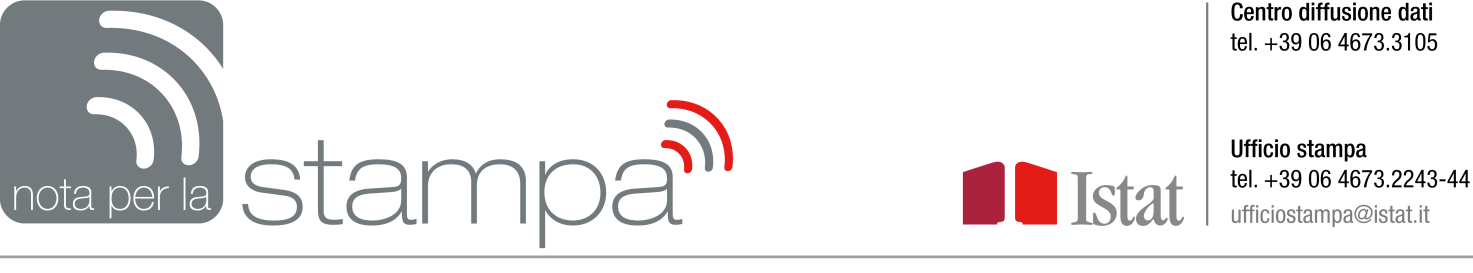 nota per la
stampa
Istat
Centro diffusione dati
tel. +39 06 4673.3105
Ufficio stampa
tel. +39 06 4673.2243-44
ufficiostampa@istat.it